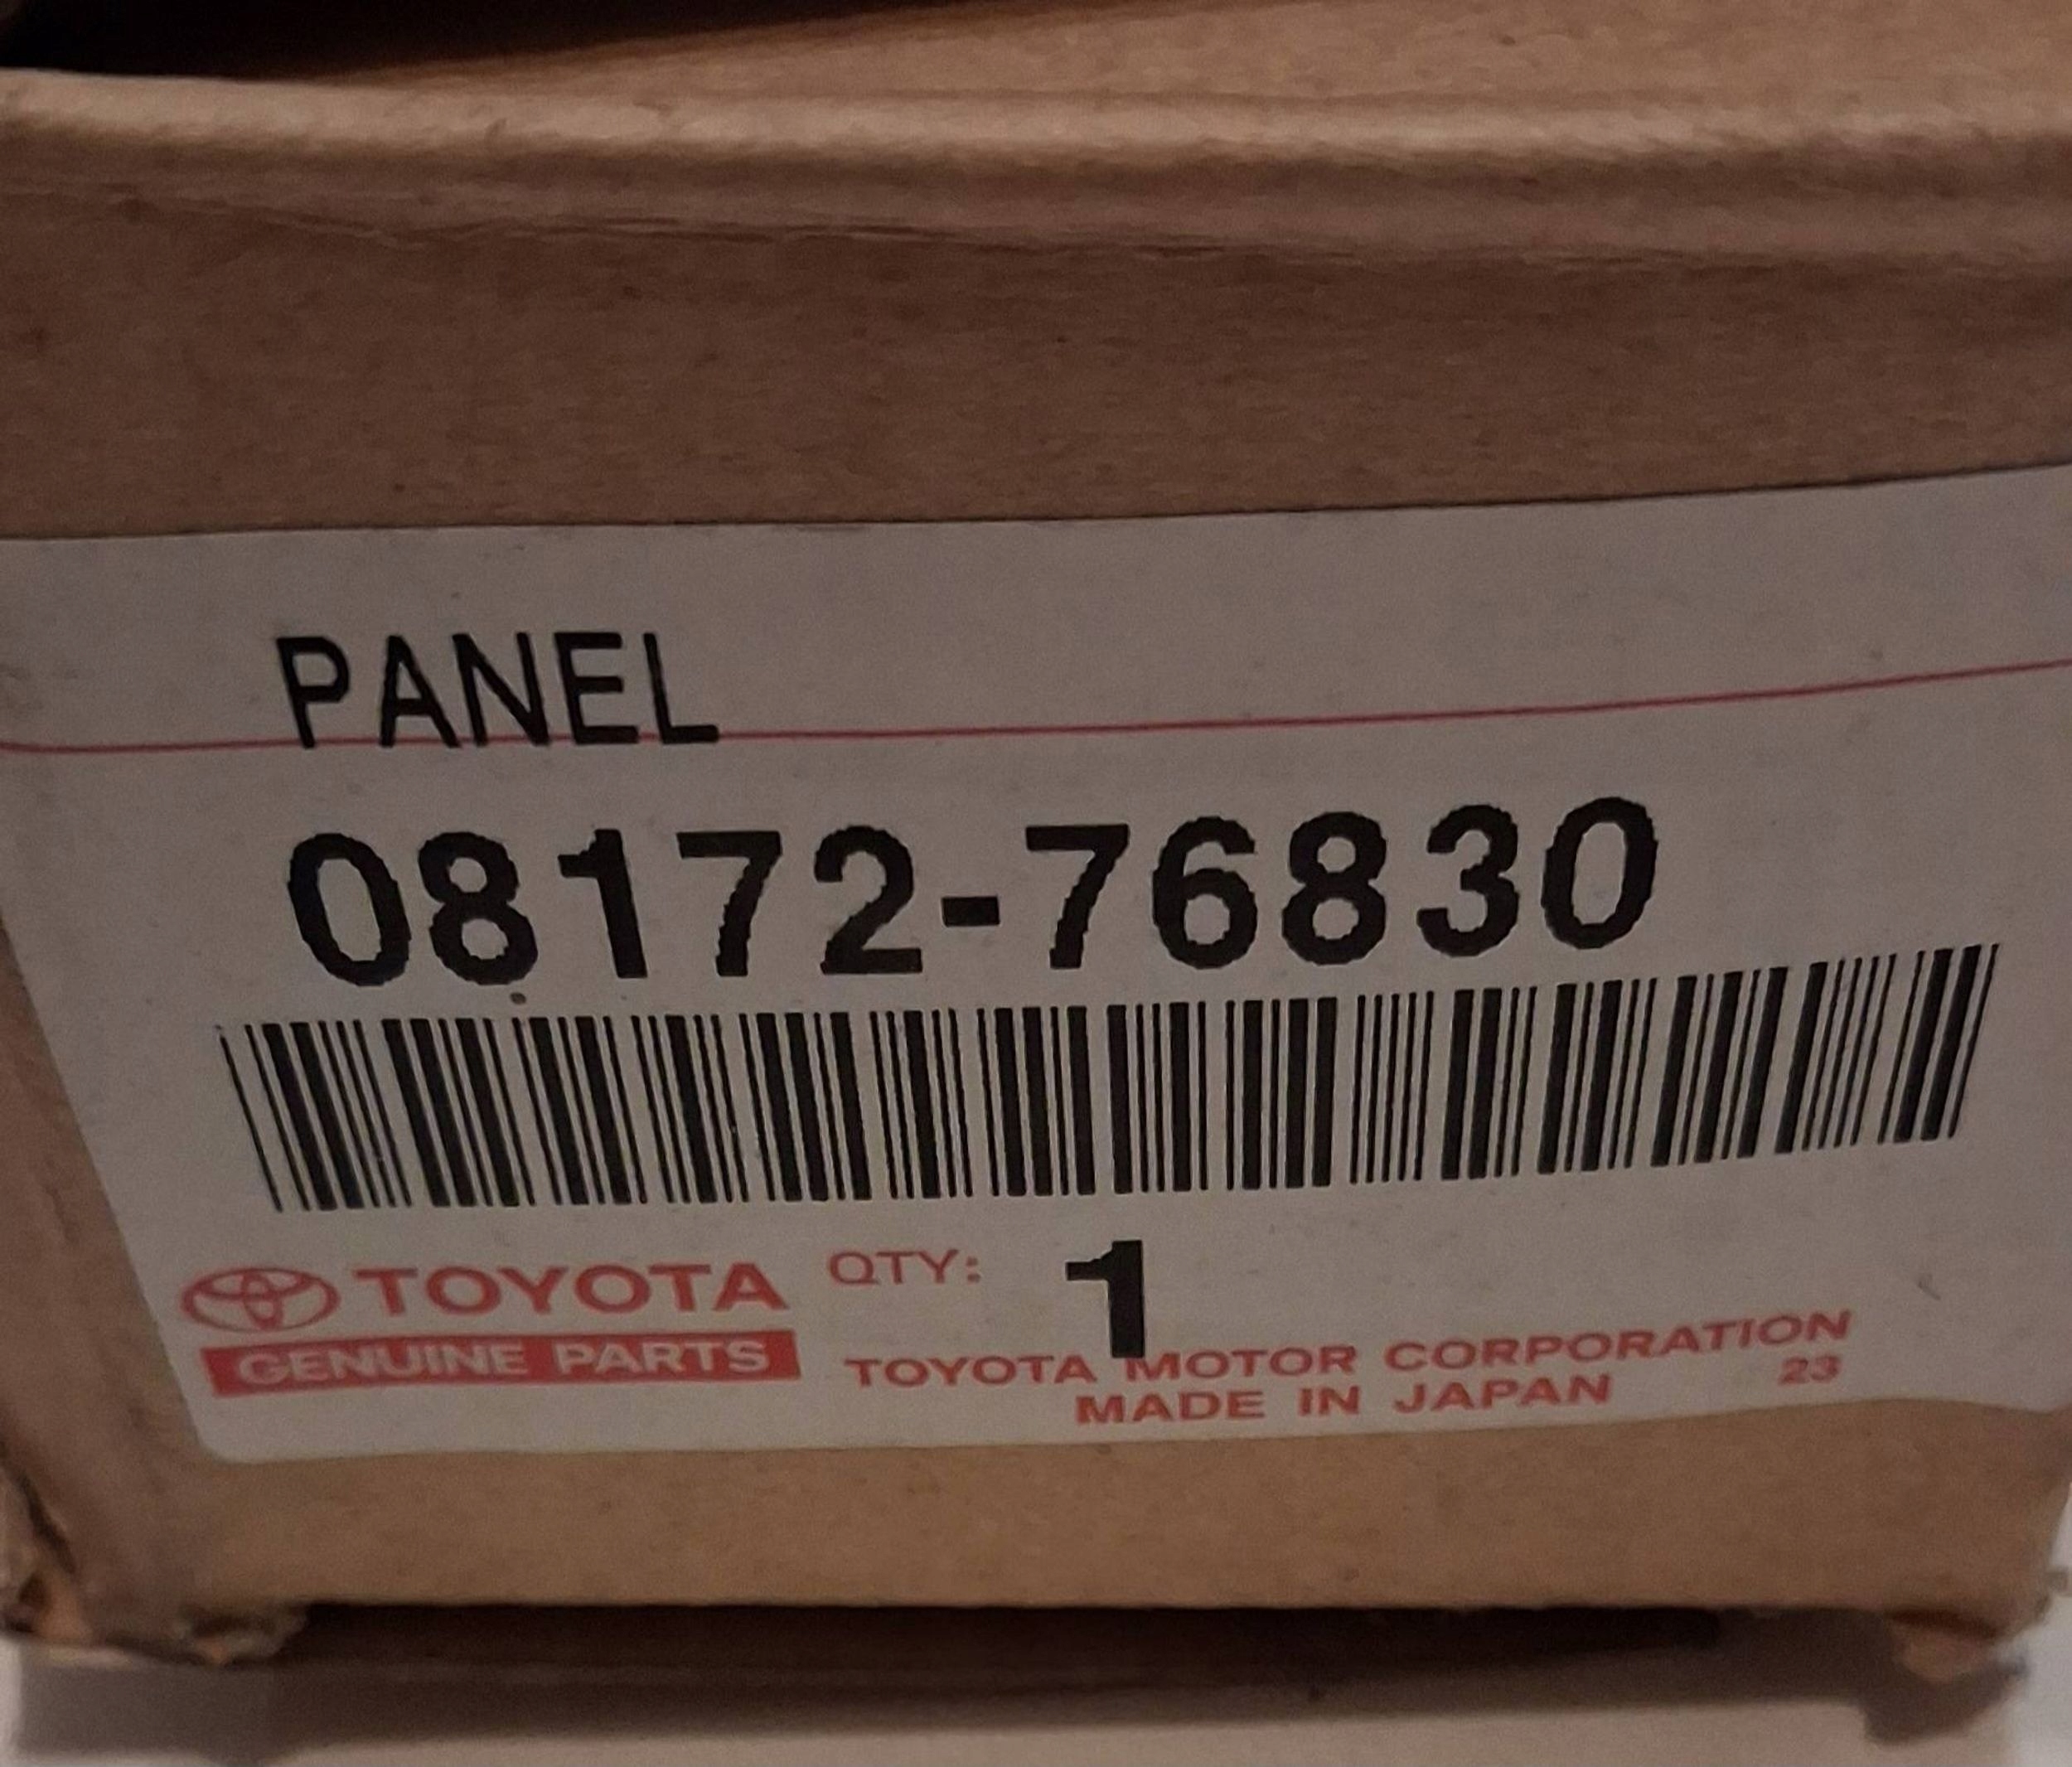 PANEL
08172-76830
TOYOTA QTY: 1
GENUINE PARTS
TOYOTA MOTOR CORPORATION
MADE IN JAPAN 23